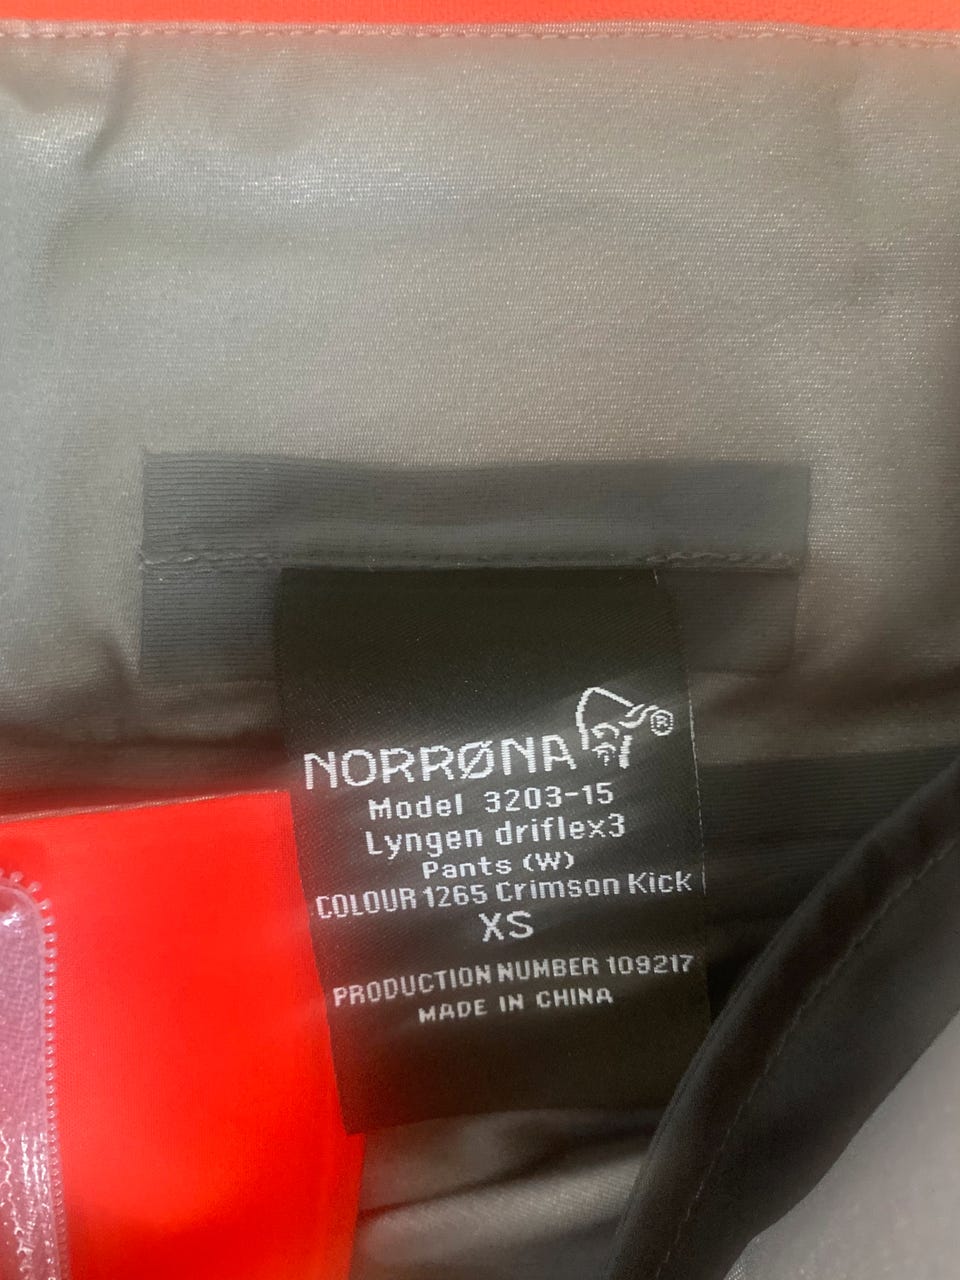 NORRØNA®
Model 3203-15
Lyngen driflex3
Pants (W)
COLOUR 1265 Crimson Kick
XS
PRODUCTION NUMBER 109217
MADE IN CHINA